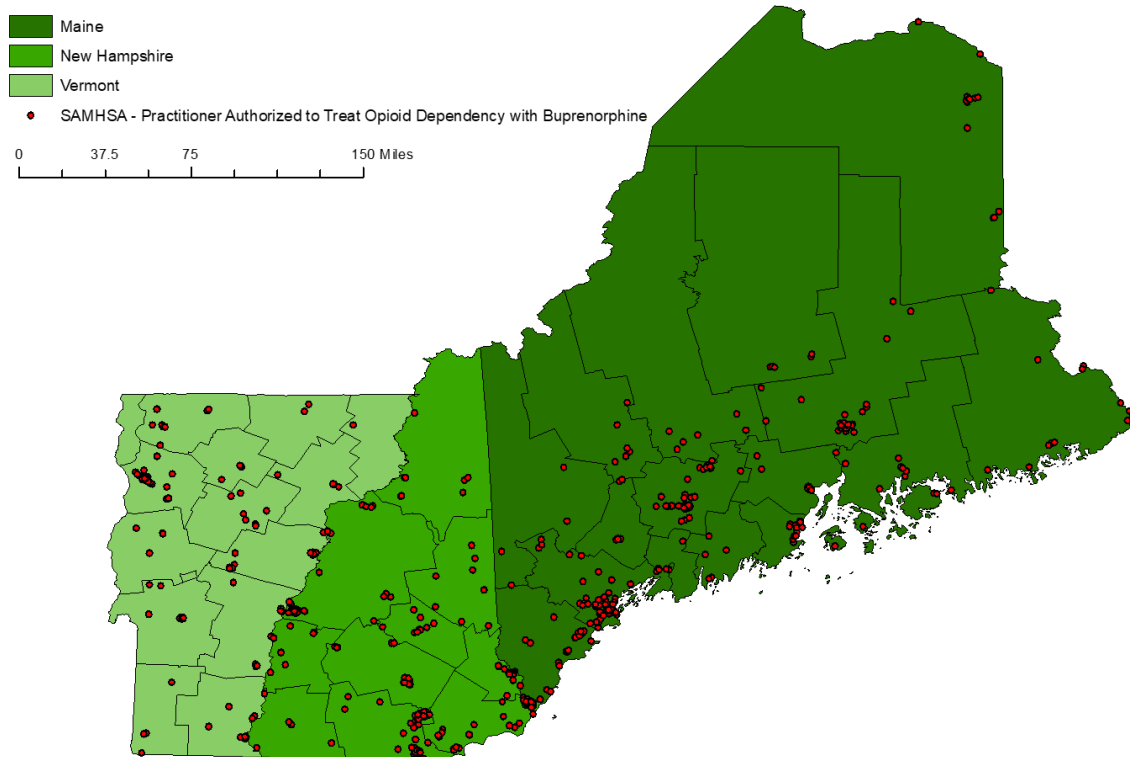 Maine
New Hampshire
Vermont
SAMHSA - Practitioner Authorized to Treat Opioid Dependency with Buprenorphine
0 37.5 75 150 Miles